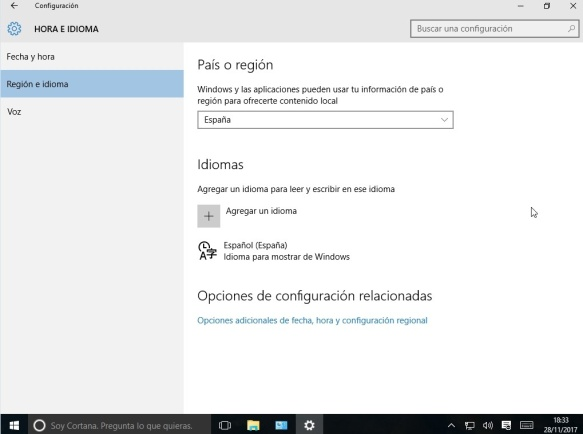 Configuración
HORA E IDIOMA
Buscar una configuración
Fecha y hora
Región e idioma
Voz
País o región
Windows y las aplicaciones pueden usar tu información de país o
región para ofrecerte contenido local
España
Idiomas
Agregar un idioma para leer y escribir en ese idioma
Agregar un idioma
Español (España)
Idioma para mostrar de Windows
Opciones de configuración relacionadas
Opciones adicionales de fecha, hora y configuración regional
Soy Cortana. Pregunta lo que quieras.
18:33
28/11/2017